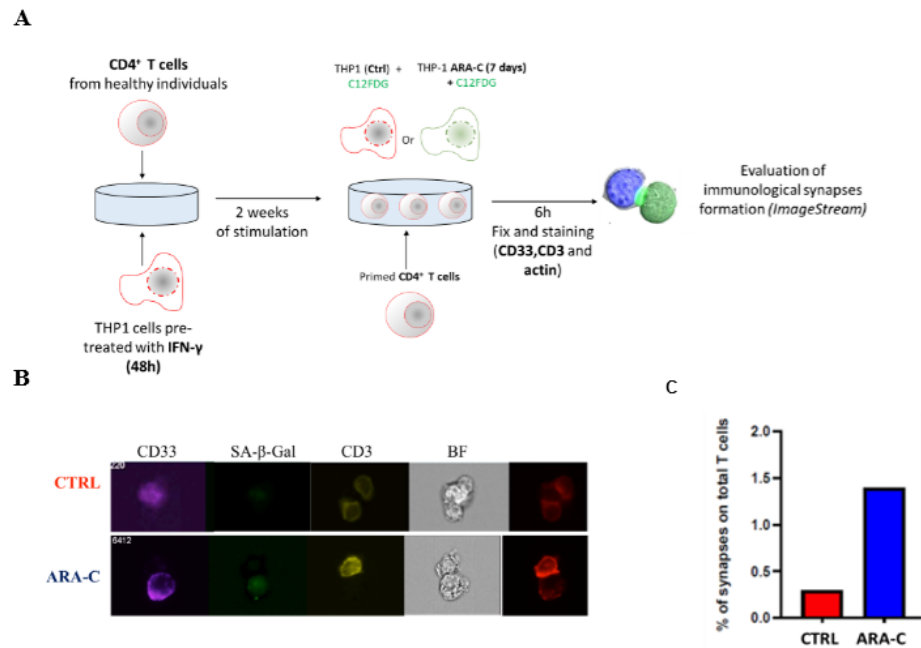 A
CD4+ T cells
from healthy individuals
THP1 cells pre-
treated with IFN-γ
(48h)
2 weeks
of stimulation
THP1 (Ctrl) +
C12FDG
Or
THP-1 ARA-C (7 days)
+ C12FDG
Primed CD4+ T cells
6h
Fix and staining
(CD33,CD3 and
actin)
Evaluation of
immunological synapses
formation (ImageStream)
B
CD33 SA-β-Gal CD3 BF
CTRL
220
ARA-C
6412
C
% of synapses on total T cells
2.0
1.5
1.0
0.5
0.0
CTRL ARA-C